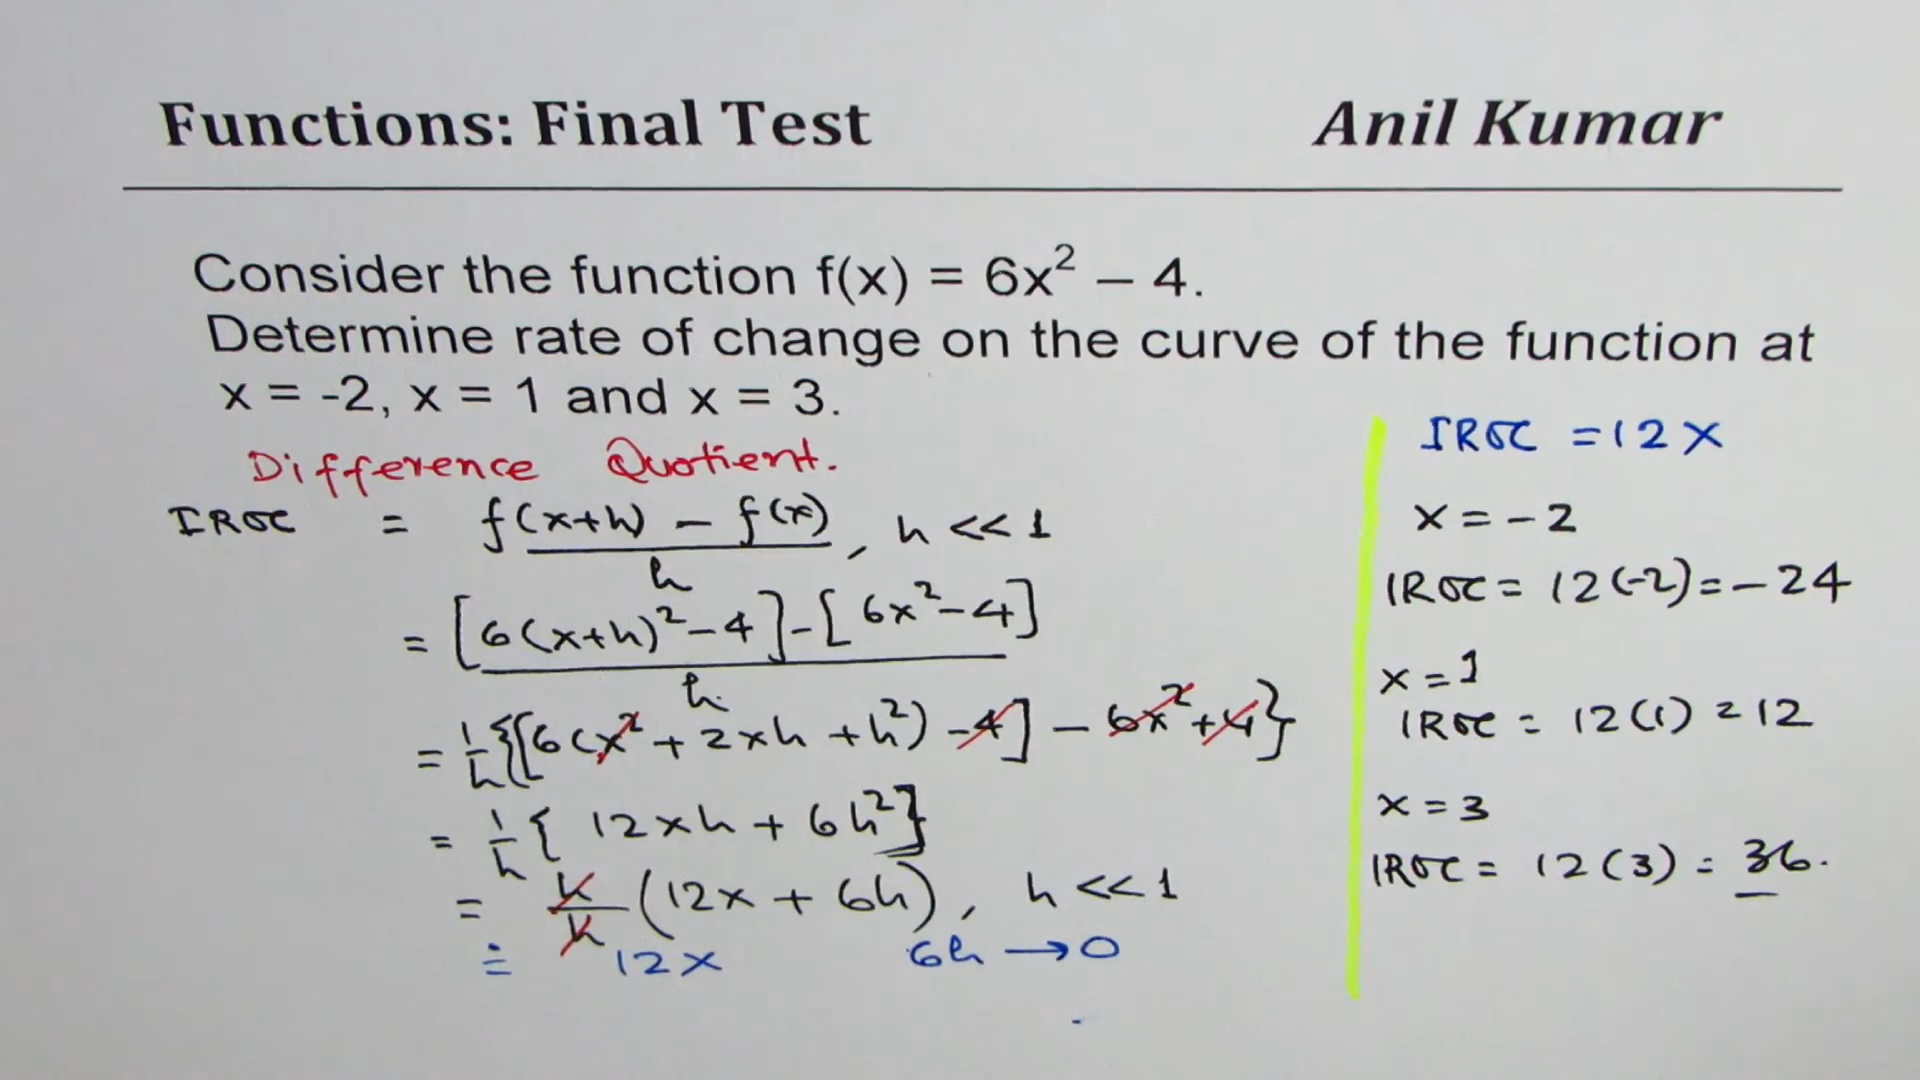 Functions: Final Test Anil Kumar
Consider the function f(x) = 6x² – 4.
Determine rate of change on the curve of the function at
x = -2, x = 1 and x = 3.
Difference Quotient.
IROC = f(x+h) – f(x) / h , h << 1
= [6(x+h)²–4]–[6x²–4] / h
= 1/h {[6(x²+2xh+h²)–4] – 6x²+4}
= 1/h { 12xh + 6h²}
= h/h (12x + 6h), h << 1
≐ 12x 6h → 0
IROC = 12x
x = -2
IROC = 12(-2) = -24
x = 1
IROC = 12(1) = 12
x = 3
IROC = 12(3) = 36.